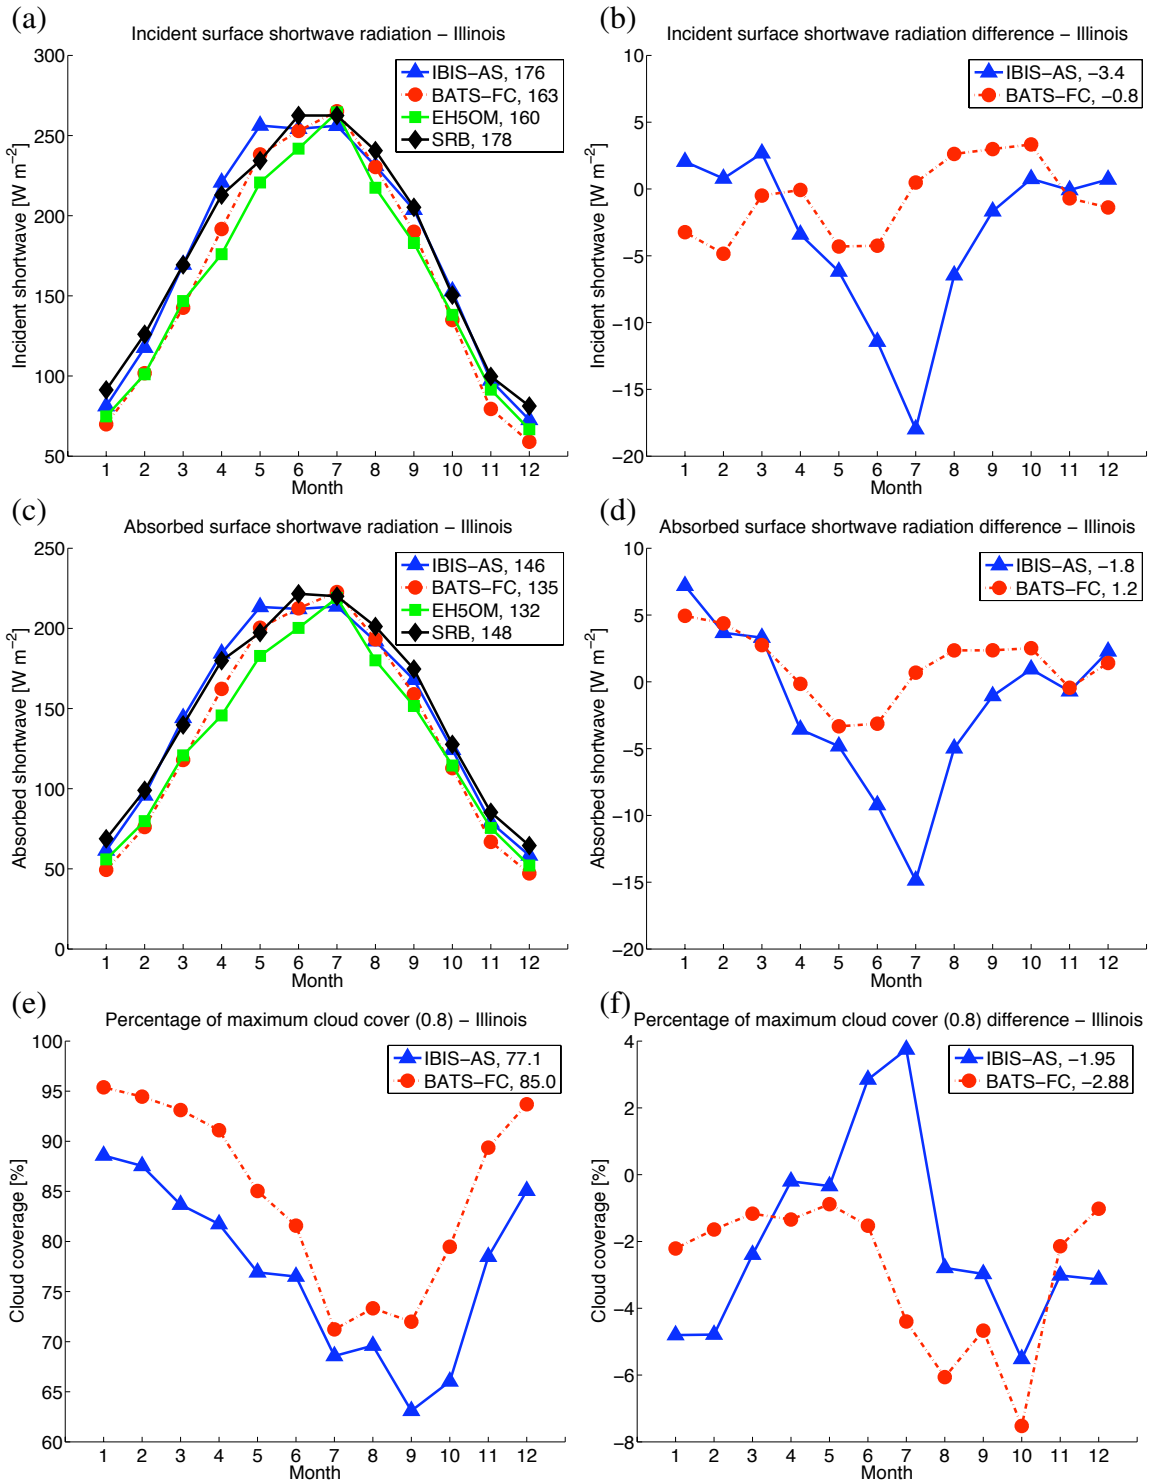 (a)
Incident surface shortwave radiation – Illinois
300
250
200
150
100
50
Incident shortwave [W m−2]
IBIS−AS, 176
BATS−FC, 163
EH5OM, 160
SRB, 178
1 2 3 4 5 6 7 8 9 10 11 12
Month
(b)
Incident surface shortwave radiation difference – Illinois
10
5
0
−5
−10
−15
−20
Incident shortwave [W m−2]
IBIS−AS, −3.4
BATS−FC, −0.8
1 2 3 4 5 6 7 8 9 10 11 12
Month
(c)
Absorbed surface shortwave radiation – Illinois
250
200
150
100
50
0
Absorbed shortwave [W m−2]
IBIS−AS, 146
BATS−FC, 135
EH5OM, 132
SRB, 148
1 2 3 4 5 6 7 8 9 10 11 12
Month
(d)
Absorbed surface shortwave radiation difference – Illinois
10
5
0
−5
−10
−15
−20
Absorbed shortwave [W m−2]
IBIS−AS, −1.8
BATS−FC, 1.2
1 2 3 4 5 6 7 8 9 10 11 12
Month
(e)
Percentage of maximum cloud cover (0.8) – Illinois
100
95
90
85
80
75
70
65
60
Cloud coverage [%]
IBIS−AS, 77.1
BATS−FC, 85.0
1 2 3 4 5 6 7 8 9 10 11 12
Month
(f)
Percentage of maximum cloud cover (0.8) difference – Illinois
4
2
0
−2
−4
−6
−8
Cloud coverage [%]
IBIS−AS, −1.95
BATS−FC, −2.88
1 2 3 4 5 6 7 8 9 10 11 12
Month